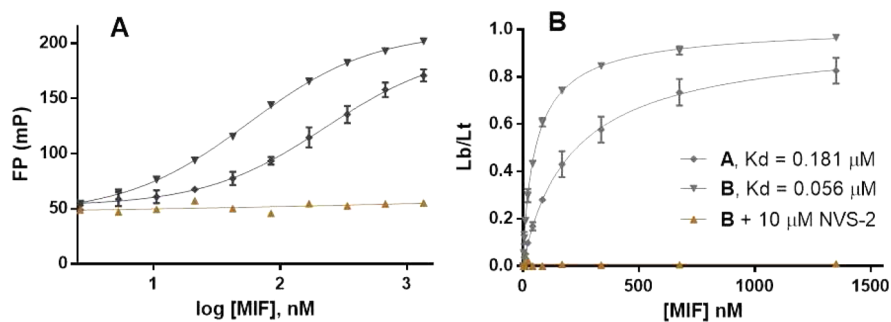 A
FP (mP)
200
150
100
50
0
1
2
3
log [MIF], nM
B
Lb/Lt
1.0
0.8
0.6
0.4
0.2
0.0
0
500
1000
1500
[MIF] nM
A, Kd = 0.181 μM
B, Kd = 0.056 μM
B + 10 μM NVS-2